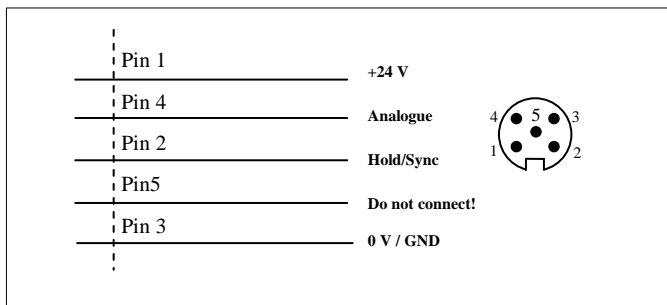 Pin 1
+24 V
Pin 4
Analogue
Pin 2
Hold/Sync
Pin5
Do not connect!
Pin 3
0 V / GND
4 5 3
1 2